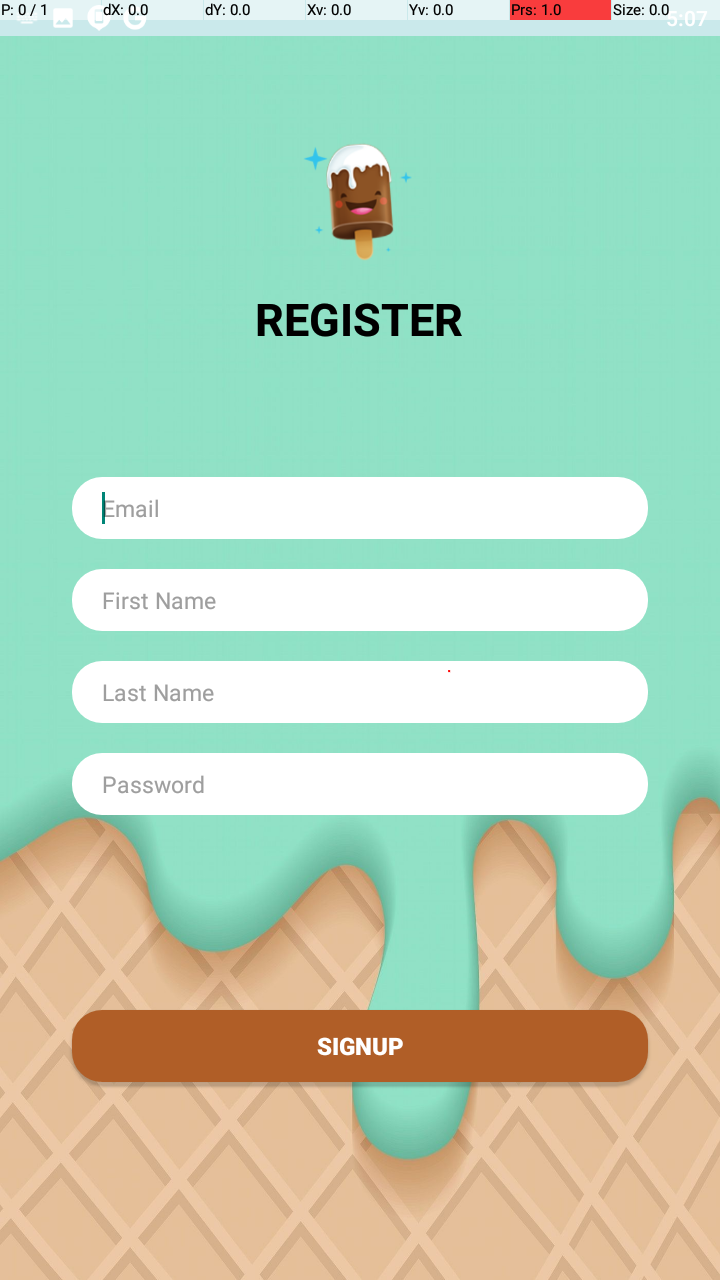 P: 0 / 1 dX: 0.0 dY: 0.0 Xv: 0.0 Yv: 0.0 Prs: 1.0 Size: 0.0
5:07
REGISTER
Email
First Name
Last Name
Password
SIGNUP